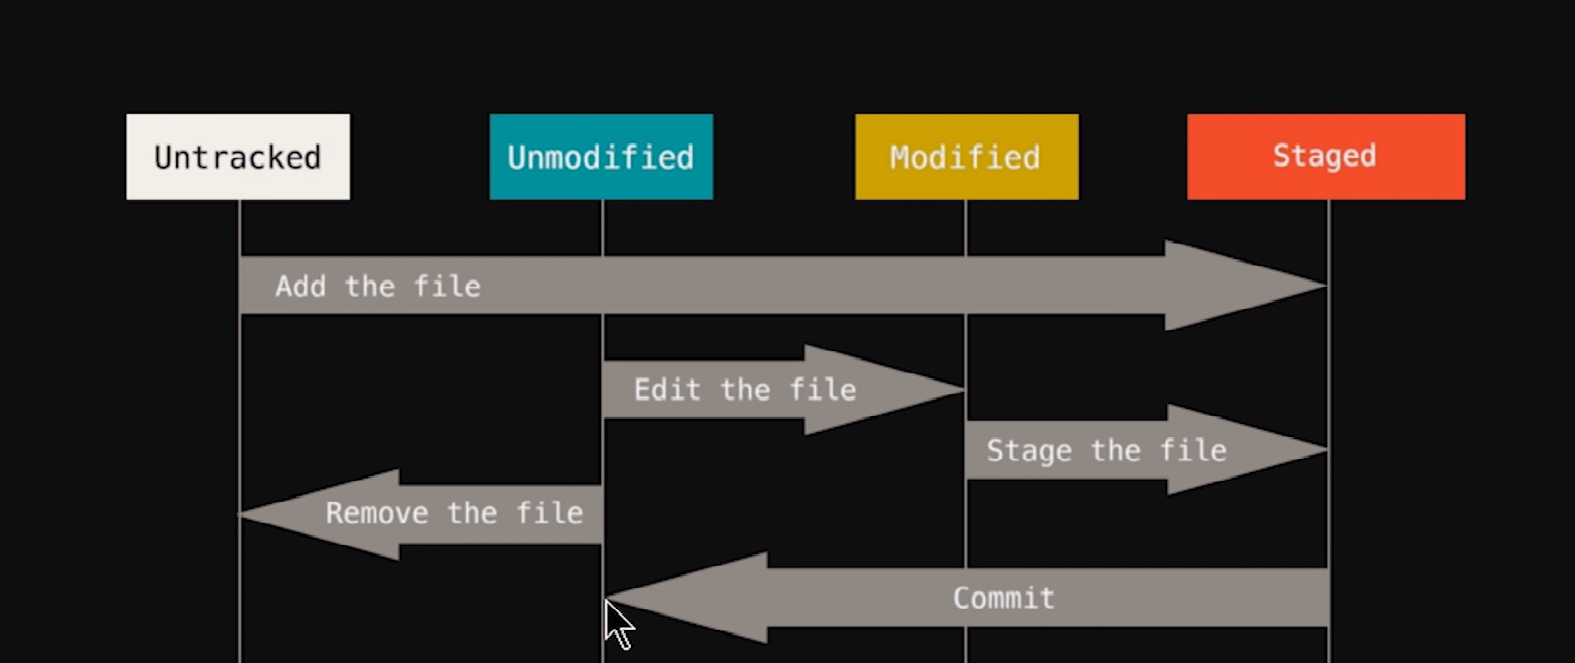 Untracked
Unmodified
Modified
Staged
Add the file
Edit the file
Stage the file
Remove the file
Commit